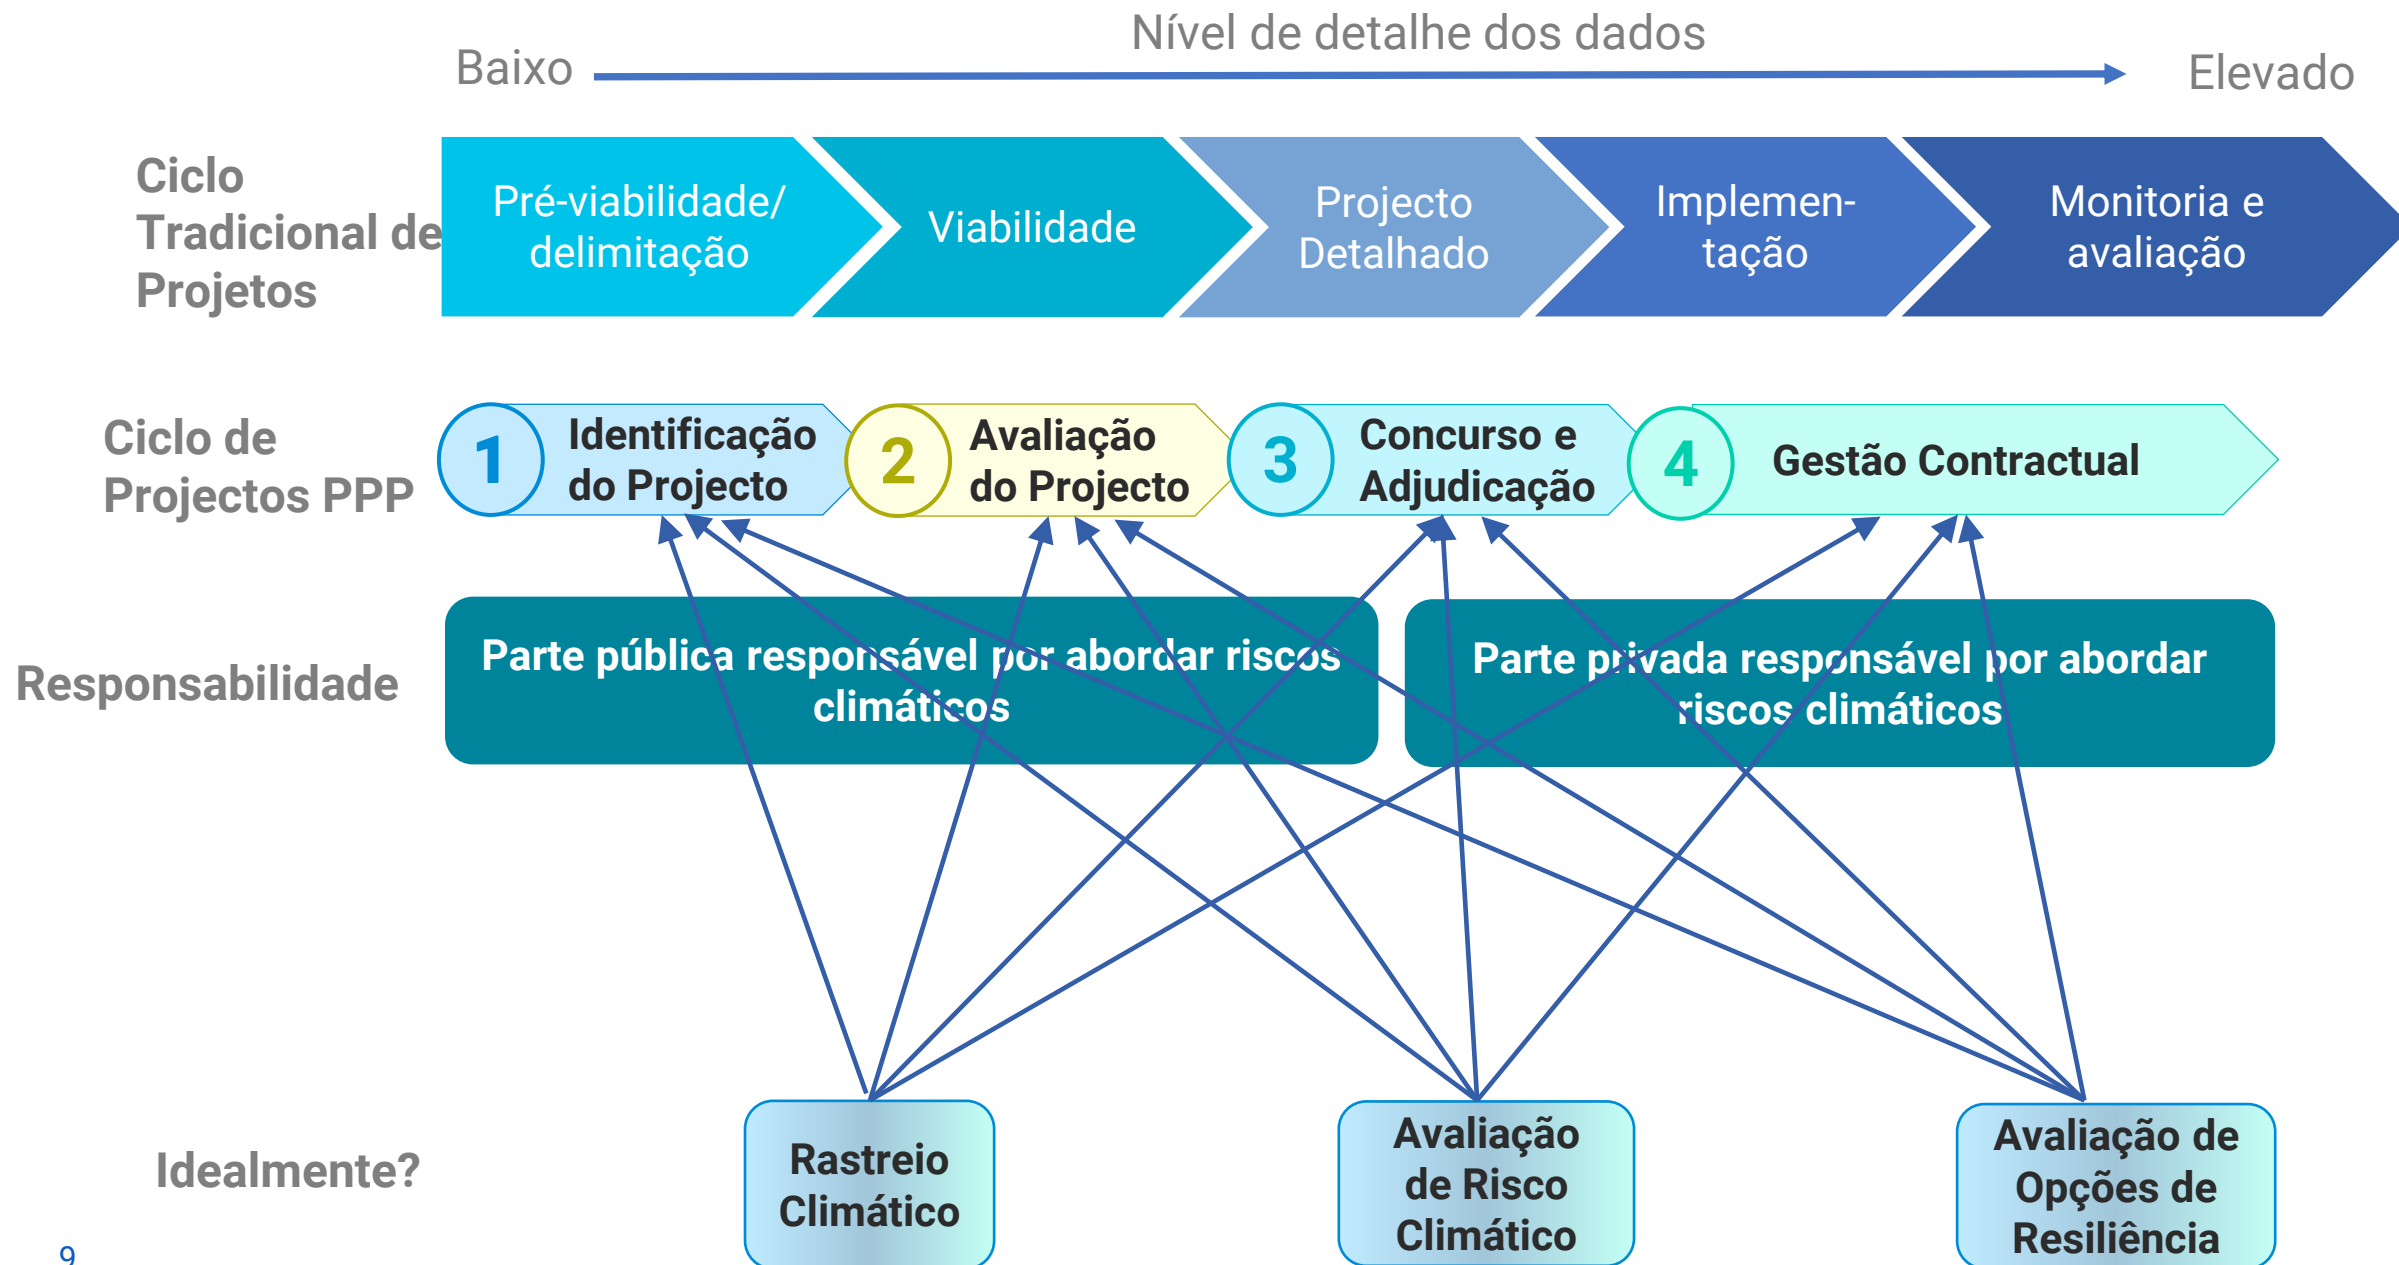 Nível de detalhe dos dados
Baixo
Elevado
Ciclo
Tradicional de
Projetos
Pré-viabilidade/
delimitação
Viabilidade
Projecto
Detalhado
Implemen-
tação
Monitoria e
avaliação
Ciclo de
Projectos PPP
1
Identificação
do Projecto
2
Avaliação
do Projecto
3
Concurso e
Adjudicação
4
Gestão Contractual
Responsabilidade
Parte pública responsável por abordar riscos
climáticos
Parte privada responsável por abordar
riscos climáticos
Idealmente?
Rastreio
Climático
Avaliação
de Risco
Climático
Avaliação de
Opções de
Resiliência
9